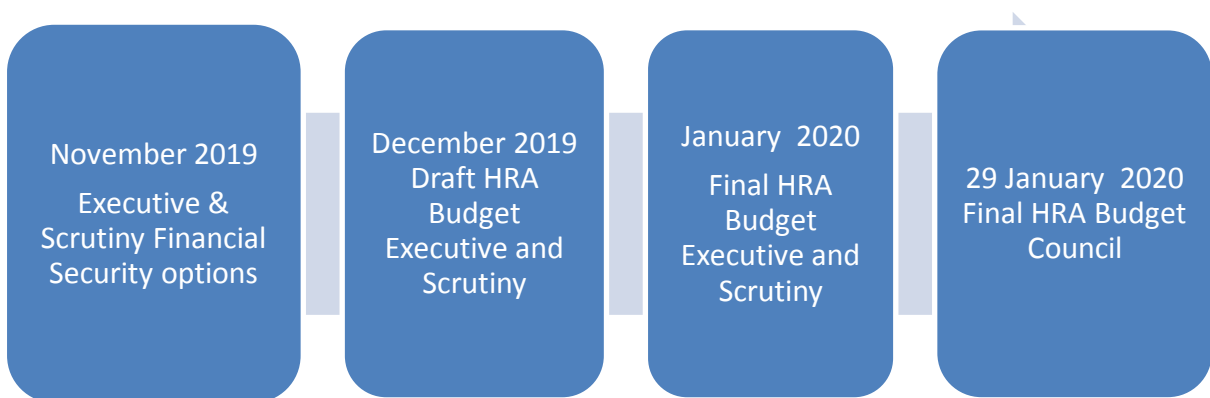 November 2019
Executive &
Scrutiny Financial
Security options
December 2019
Draft HRA
Budget
Executive and
Scrutiny
January 2020
Final HRA
Budget
Executive and
Scrutiny
29 January 2020
Final HRA Budget
Council